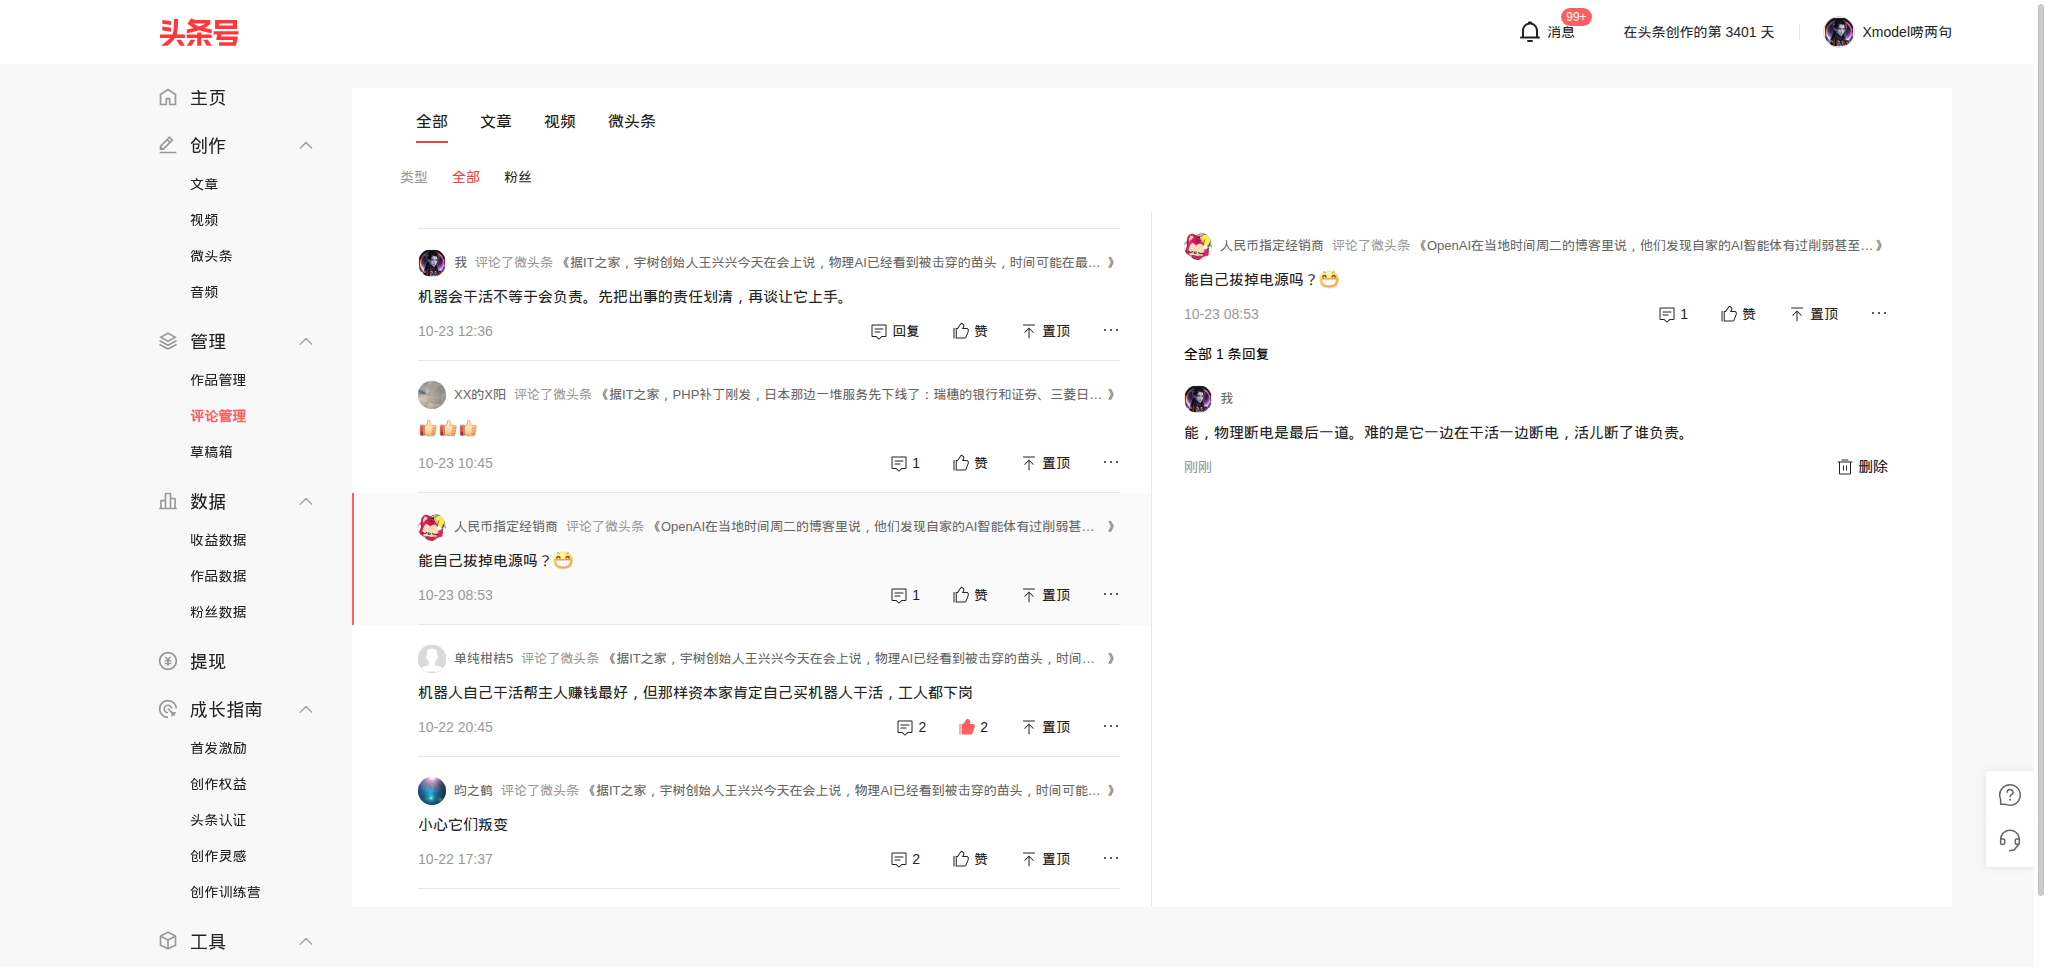 头条号
消息
99+
在头条创作的第 3401 天
Xmodel唠两句
主页
创作
文章
视频
微头条
音频
管理
作品管理
评论管理
草稿箱
数据
收益数据
作品数据
粉丝数据
提现
成长指南
首发激励
创作权益
头条认证
创作灵感
创作训练营
工具
全部 文章 视频 微头条
类型 全部 粉丝
我 评论了微头条 《据IT之家，宇树创始人王兴兴今天在会上说，物理AI已经看到被击穿的苗头，时间可能在最… 》
机器会干活不等于会负责。先把出事的责任划清，再谈让它上手。
10-23 12:36 回复 赞 置顶 ···
XX的X阳 评论了微头条 《据IT之家，PHP补丁刚发，日本那边一堆服务先下线了：瑞穗的银行和证券、三菱日… 》
10-23 10:45 1 赞 置顶 ···
人民币指定经销商 评论了微头条 《OpenAI在当地时间周二的博客里说，他们发现自家的AI智能体有过削弱甚… 》
能自己拔掉电源吗？
10-23 08:53 1 赞 置顶 ···
单纯柑桔5 评论了微头条 《据IT之家，宇树创始人王兴兴今天在会上说，物理AI已经看到被击穿的苗头，时间… 》
机器人自己干活帮主人赚钱最好，但那样资本家肯定自己买机器人干活，工人都下岗
10-22 20:45 2 2 置顶 ···
昀之鹤 评论了微头条 《据IT之家，宇树创始人王兴兴今天在会上说，物理AI已经看到被击穿的苗头，时间可能… 》
小心它们叛变
10-22 17:37 2 赞 置顶 ···
人民币指定经销商 评论了微头条 《OpenAI在当地时间周二的博客里说，他们发现自家的AI智能体有过削弱甚至… 》
能自己拔掉电源吗？
10-23 08:53 1 赞 置顶 ···
全部 1 条回复
我
能，物理断电是最后一道。难的是它一边在干活一边断电，活儿断了谁负责。
刚刚 删除